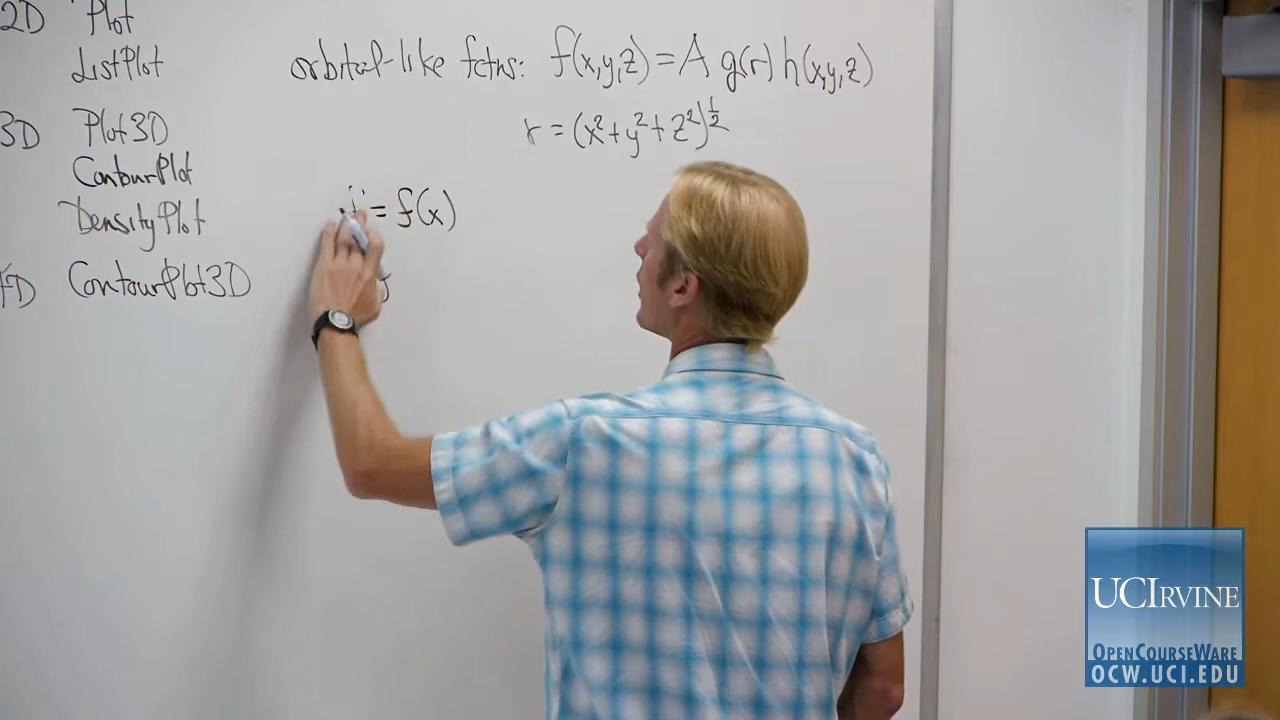 2D Plot
ListPlot
3D Plot3D
ContourPlot
DensityPlot
ContourPlot3D
orbital-like fctns: f(x,y,z) = A g(r) h(x,y,z)
r = (x²+y²+z²)^½
= f(x)
UCIRVINE
OPENCOURSEWARE
OCW.UCI.EDU